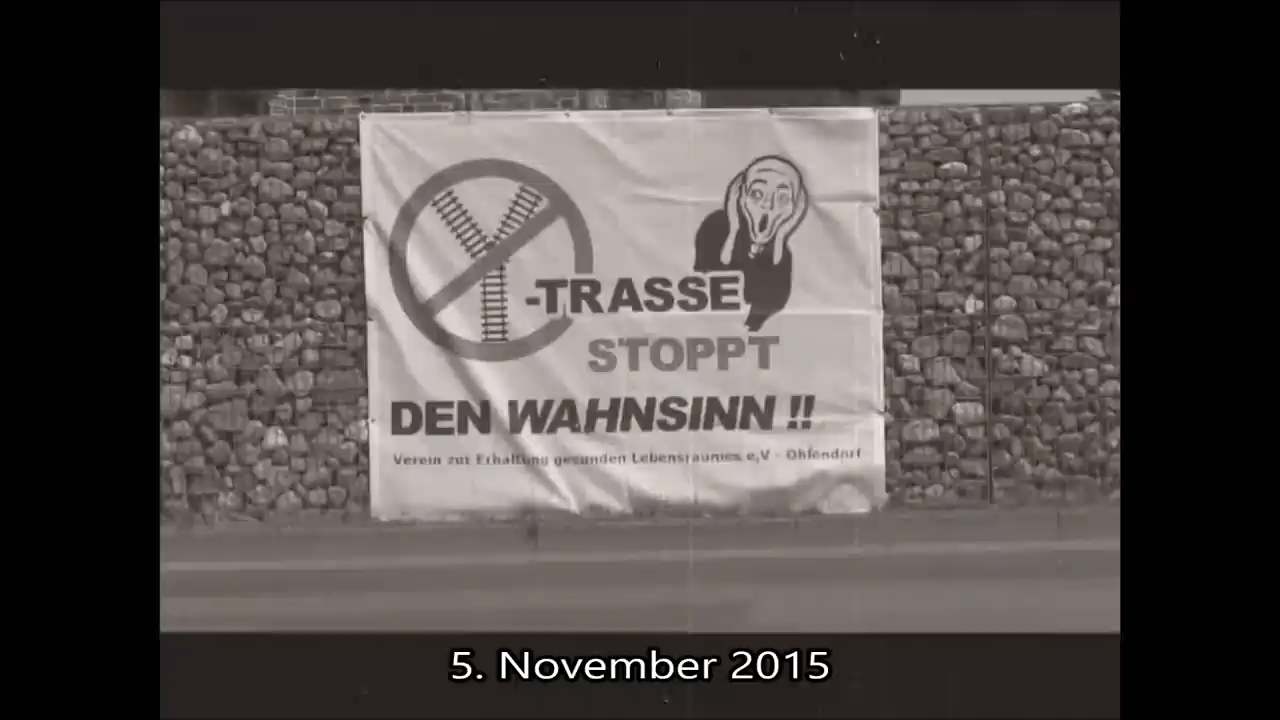 -TRASSE
STOPPT
DEN WAHNSINN !!
Verein zur Erhaltung gesunden Lebensraumes e.V - Ohlendorf
5. November 2015